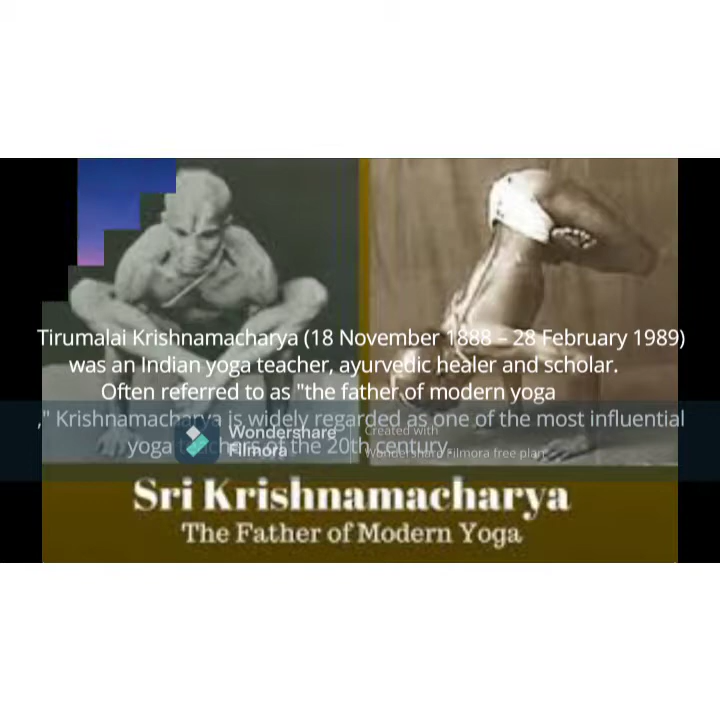 Tirumalai Krishnamacharya (18 November 1888 – 28 February 1989)
was an Indian yoga teacher, ayurvedic healer and scholar.
Often referred to as "the father of modern yoga
," Krishnamacharya is widely regarded as one of the most influential
yoga teachers of the 20th century.
Wondershare
Filmora
Created with
Wondershare Filmora free plan
Sri Krishnamacharya
The Father of Modern Yoga